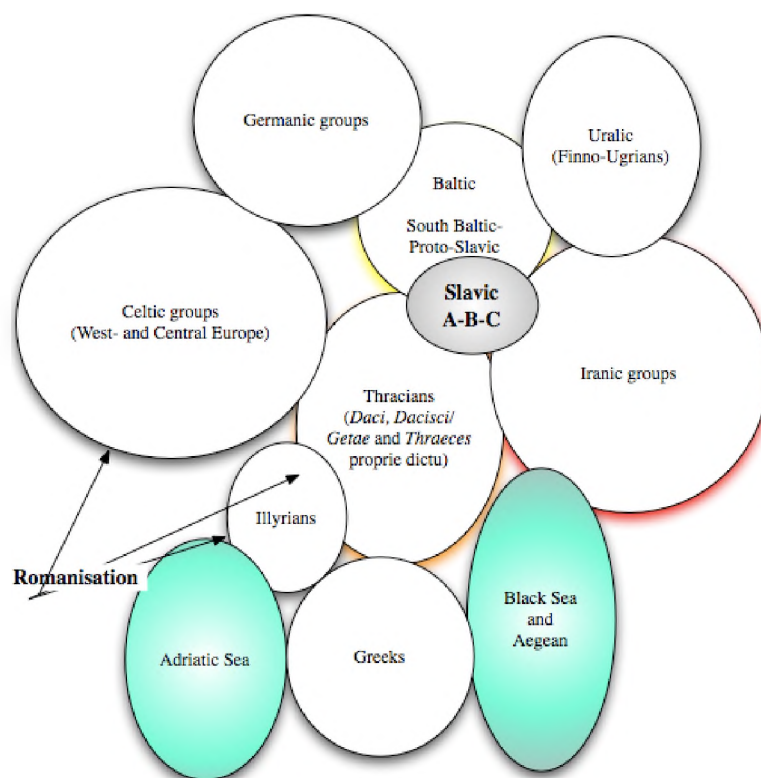 Germanic groups
Uralic
(Finno-Ugrians)
Baltic
South Baltic-
Proto-Slavic
Slavic
A-B-C
Celtic groups
(West- and Central Europe)
Iranic groups
Thracians
(Daci, Dacisci/
Getae and Thraeces
proprie dictu)
Illyrians
Romanisation
Black Sea
and
Aegean
Adriatic Sea
Greeks